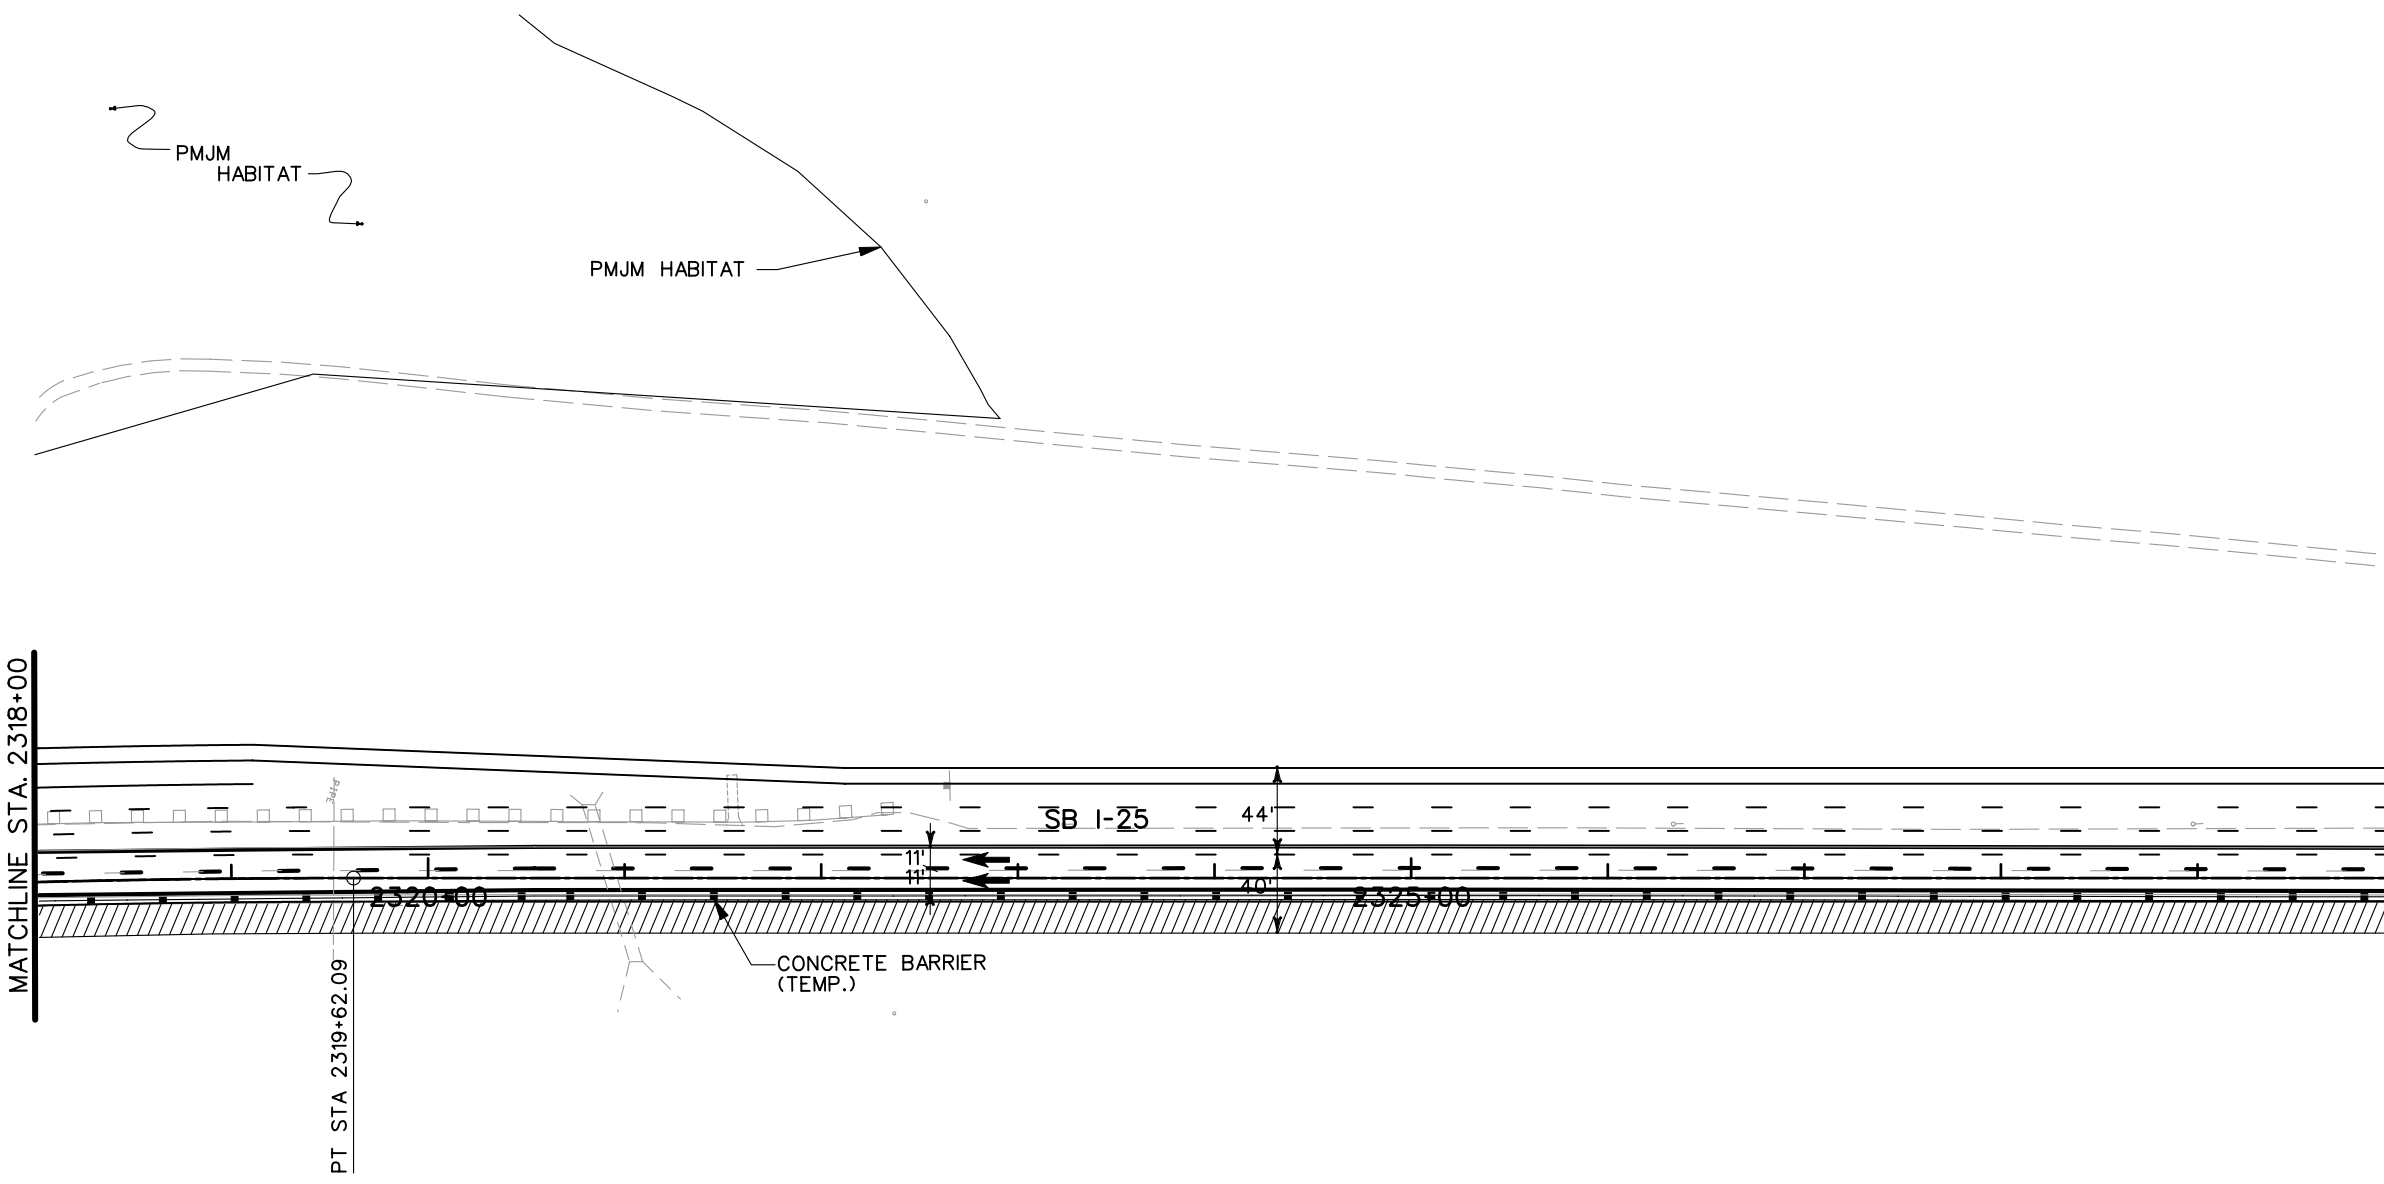 PMJM
HABITAT
PMJM HABITAT
MATCHLINE STA. 2318+00
PIPE
SB I-25
44'
11'
11'
40'
2320+00
2325+00
CONCRETE BARRIER
(TEMP.)
PT STA 2319+62.09